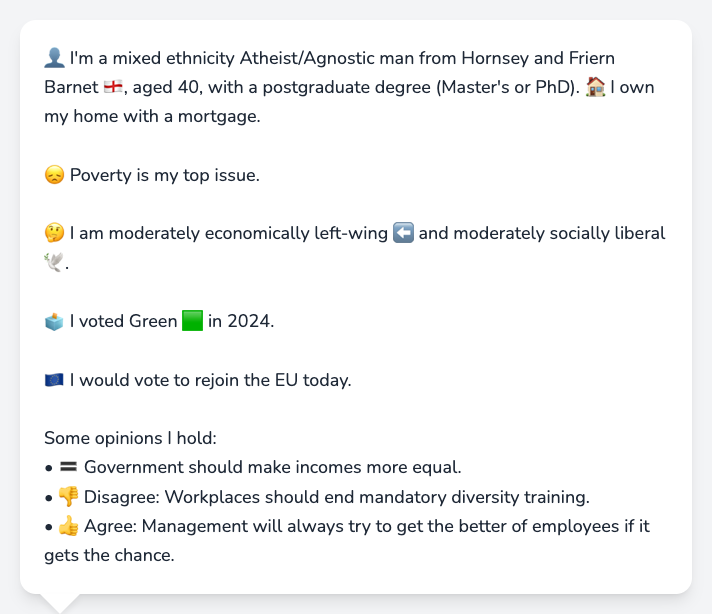 👤 I'm a mixed ethnicity Atheist/Agnostic man from Hornsey and Friern
Barnet 🏴󠁧󠁢󠁥󠁮󠁧󠁿, aged 40, with a postgraduate degree (Master's or PhD). 🏠 I own
my home with a mortgage.
😞 Poverty is my top issue.
🤔 I am moderately economically left-wing ⬅️ and moderately socially liberal
🕊️.
🗳️ I voted Green 🟩 in 2024.
🇪🇺 I would vote to rejoin the EU today.
Some opinions I hold:
• 🟰 Government should make incomes more equal.
• 👎 Disagree: Workplaces should end mandatory diversity training.
• 👍 Agree: Management will always try to get the better of employees if it
gets the chance.